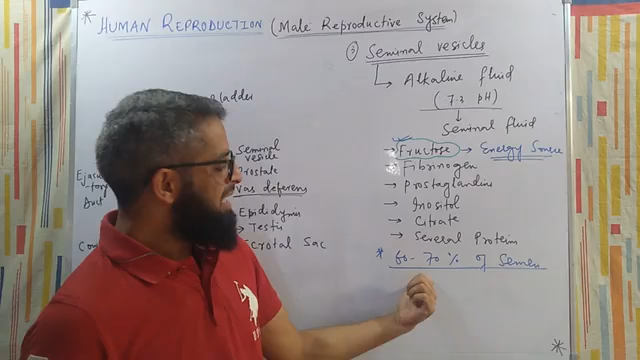 * HUMAN REPRODUCTION (Male Reproductive System)
bladder
Seminal
vesicle
Prostate
Ejacu
-tory
Duct
Vas deferens
Epididymis
→ Testis
Scrotal Sac
③ Seminal vesicles
Alkaline fluid
(7.3 pH)
Seminal fluid
→ Fructose → Energy Source
→ Fibrinogen
→ Prostaglandins
→ Inositol
→ Citrate
→ Several Proteins
* 60-70% of Semen
*